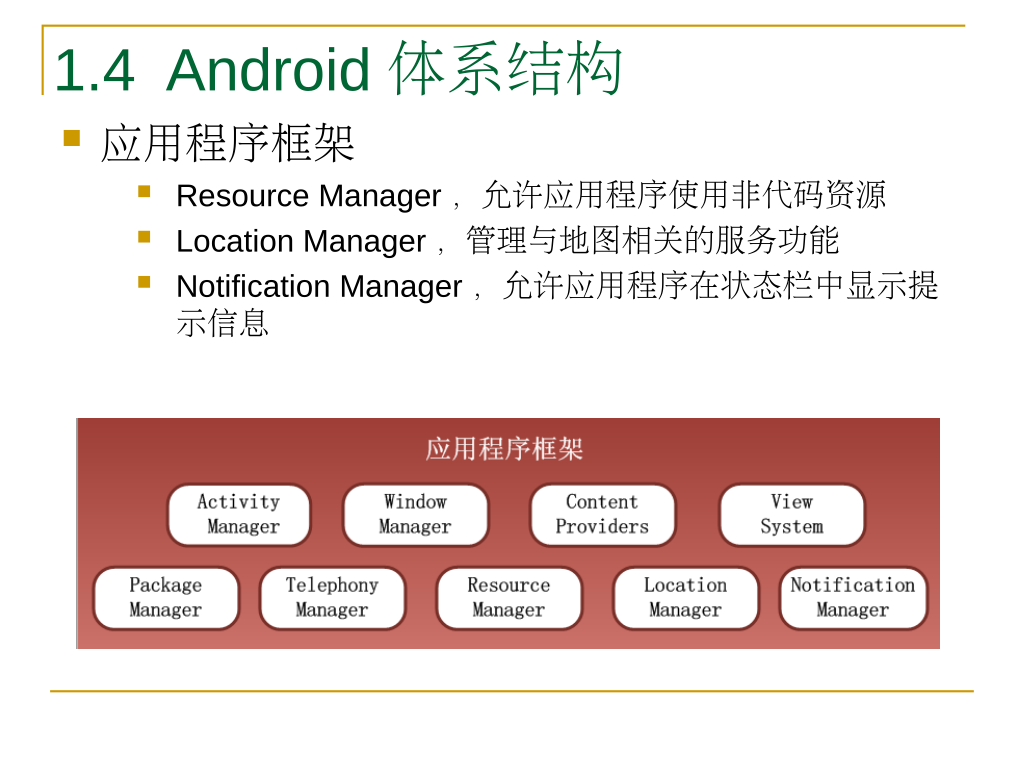 1.4 Android 体系结构
应用程序框架
Resource Manager ，允许应用程序使用非代码资源
Location Manager ，管理与地图相关的服务功能
Notification Manager ，允许应用程序在状态栏中显示提
示信息
应用程序框架
Activity
Manager
Window
Manager
Content
Providers
View
System
Package
Manager
Telephony
Manager
Resource
Manager
Location
Manager
Notification
Manager